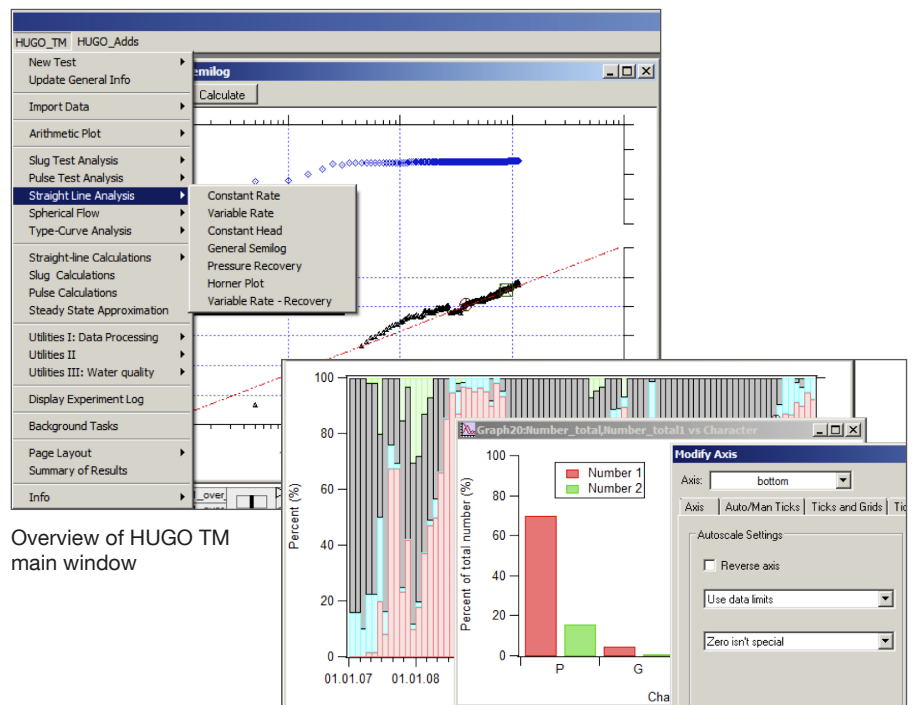 HUGO_TM HUGO_Adds
New Test
Update General Info
Import Data
Arithmetic Plot
Slug Test Analysis
Pulse Test Analysis
Straight Line Analysis
Spherical Flow
Type-Curve Analysis
Straight-line Calculations
Slug Calculations
Pulse Calculations
Steady State Approximation
Utilities I: Data Processing
Utilities II
Utilities III: Water quality
Display Experiment Log
Background Tasks
Page Layout
Summary of Results
Info
emilog
Calculate
Constant Rate
Variable Rate
Constant Head
General Semilog
Pressure Recovery
Horner Plot
Variable Rate - Recovery
1_over_
Overview of HUGO TM
main window
Percent (%)
100
80
60
40
20
0
01.01.07 01.01.08
Graph20:Number_total,Number_total1 vs Character
Percent of total number (%)
100
80
60
40
20
0
Number 1
Number 2
P G
Cha
Modify Axis
Axis: bottom
Axis Auto/Man Ticks Ticks and Grids Tic
Autoscale Settings
Reverse axis
Use data limits
Zero isn't special